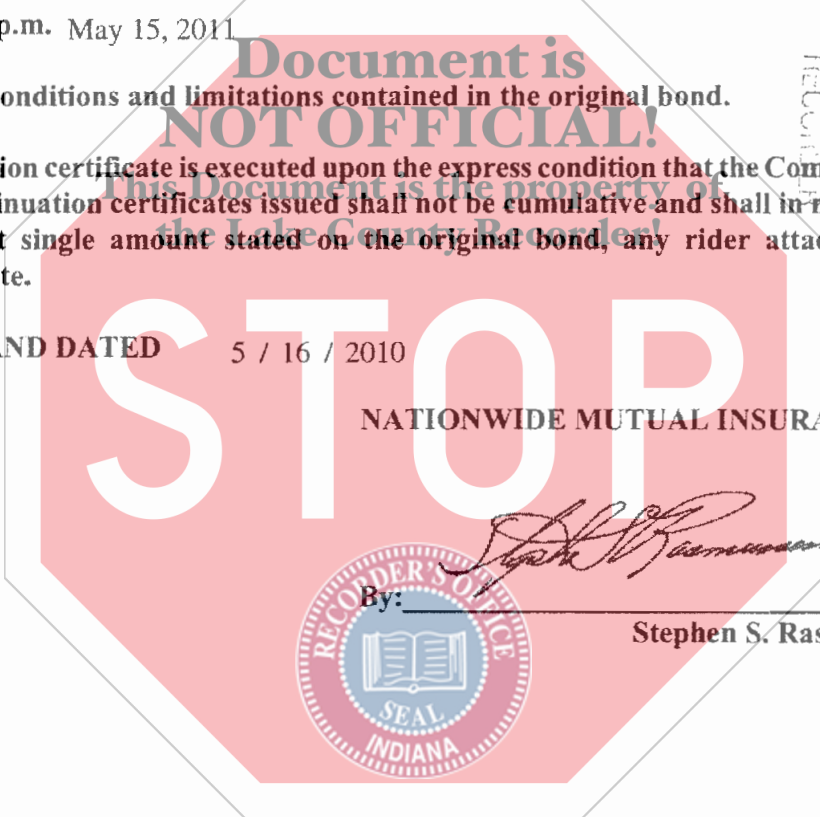 p.m. May 15, 2011
Document is
onditions and limitations contained in the original bond.
NOT OFFICIAL!
ion certificate is executed upon the express condition that the Com
This Document is the property of
inuation certificates issued shall not be cumulative and shall in
the Lake County Recorder!
t single amount stated on the original bond, any rider attac
te.
AND DATED 5 / 16 / 2010
STOP
NATIONWIDE MUTUAL INSURA
By:
Stephen S. Ras
RECORDER'S OFFICE
SEAL
INDIANA